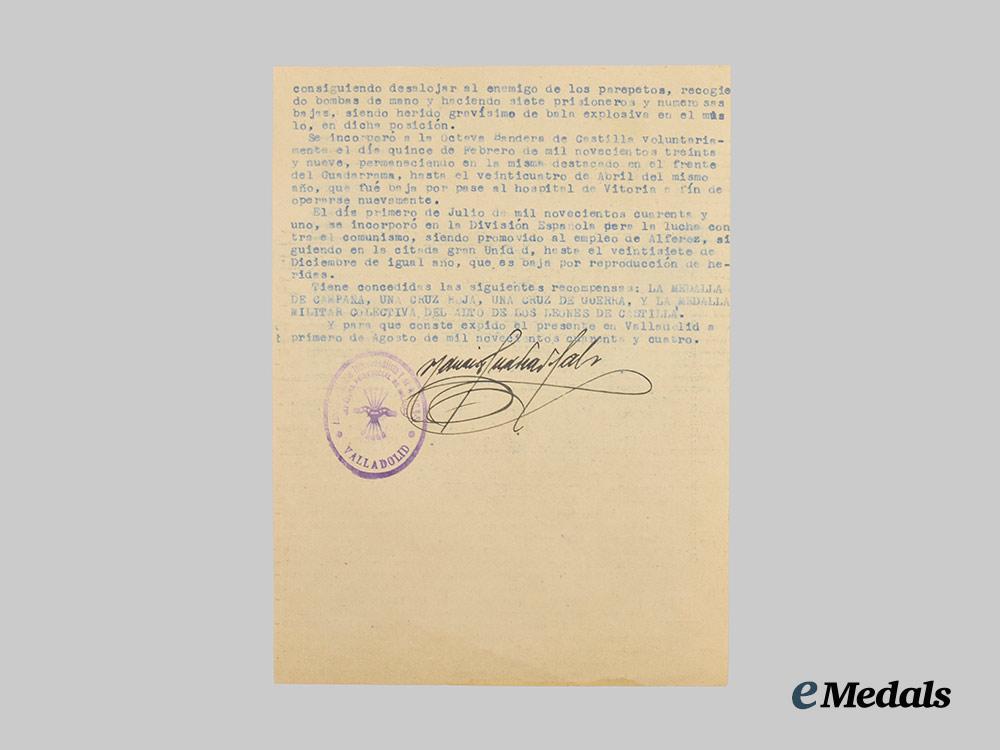 consiguiendo desalojar al enemigo de los parepetos, recogie
do bombas de mano y haciendo siete prisioneros y numerosas
bajas, siendo herido gravísimo de bala explosiva en el mus
lo, en dicha posición.
Se incorporó a la Octava Bandera de Castilla voluntaria-
mente el día quince de Febrero de mil novecientos treinta
y nueve, permaneciendo en la misma destacado en el frente
del Guadarrama, hasta el veinticuatro de Abril del mismo
año, que fué baja por pase al hospital de Vitoria a fín de
operarse nuevamente.
El día primero de Julio de mil novecientos cuarenta y
uno, se incorporó en la División Española para la lucha con
tra el comunismo, siendo promovido al empleo de Alferez, si
guiendo en la citada gran Unidad, hasta el veintisiete de
Diciembre de igual año, que es baja por reproducción de he-
ridas.
Tiene concedidas las siguientes recompensas: LA MEDALLA
DE CAMPAÑA, UNA CRUZ ROJA, UNA CRUZ DE GUERRA, Y LA MEDALLA
MILITAR COLECTIVA DEL ALTO DE LOS LEONES DE CASTILLA.
Y para que conste expido el presente en Valladolid a
primero de Agosto de mil novecientos cuarenta y cuatro.
VALLADOLID
eMedals